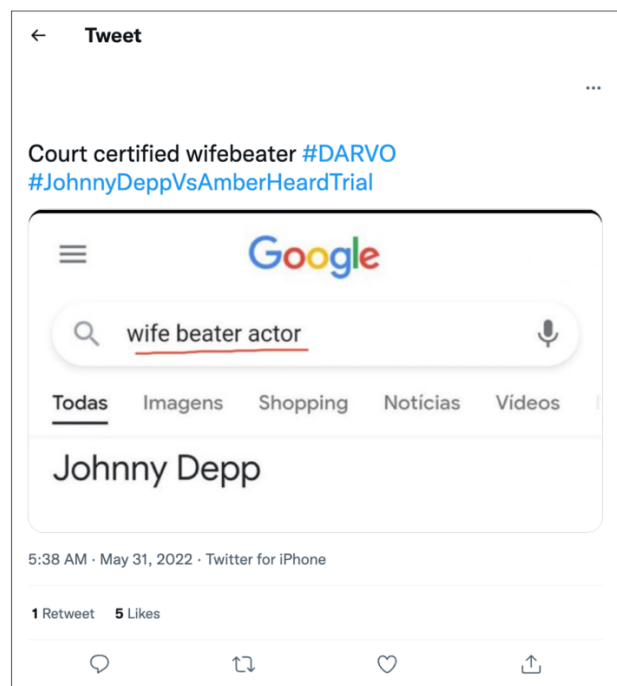 Tweet
Court certified wifebeater #DARVO
#JohnnyDeppVsAmberHeardTrial
Google
wife beater actor
Todas Imagens Shopping Notícias Vídeos
Johnny Depp
5:38 AM · May 31, 2022 · Twitter for iPhone
1 Retweet 5 Likes